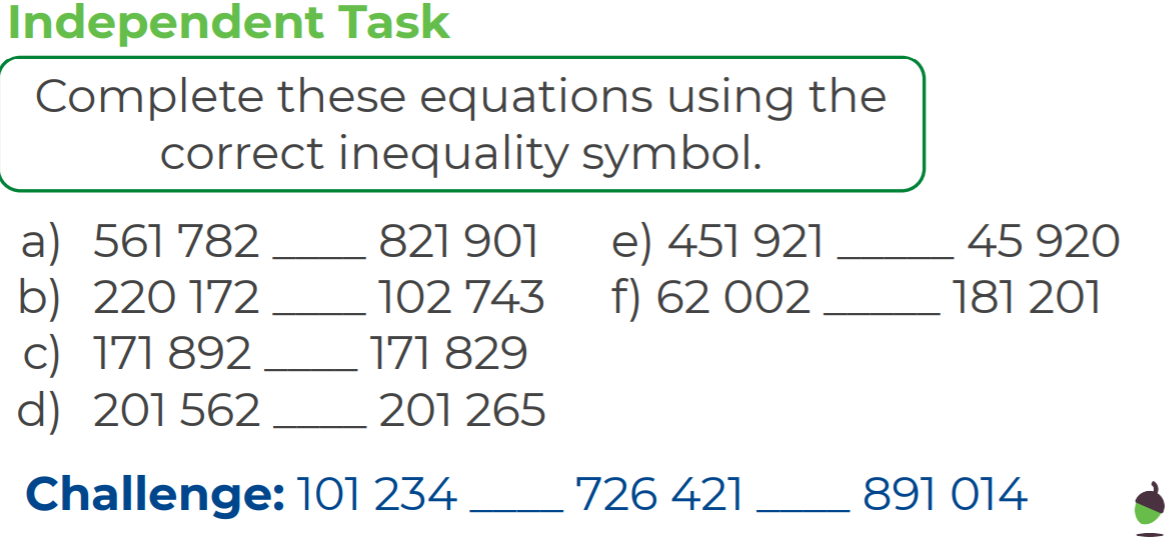 Independent Task
Complete these equations using the
correct inequality symbol.
a) 561 782 ____ 821 901
b) 220 172 ____ 102 743
c) 171 892 ____ 171 829
d) 201 562 ____ 201 265
e) 451 921 _____ 45 920
f) 62 002 _____ 181 201
Challenge: 101 234 ____ 726 421 ____ 891 014